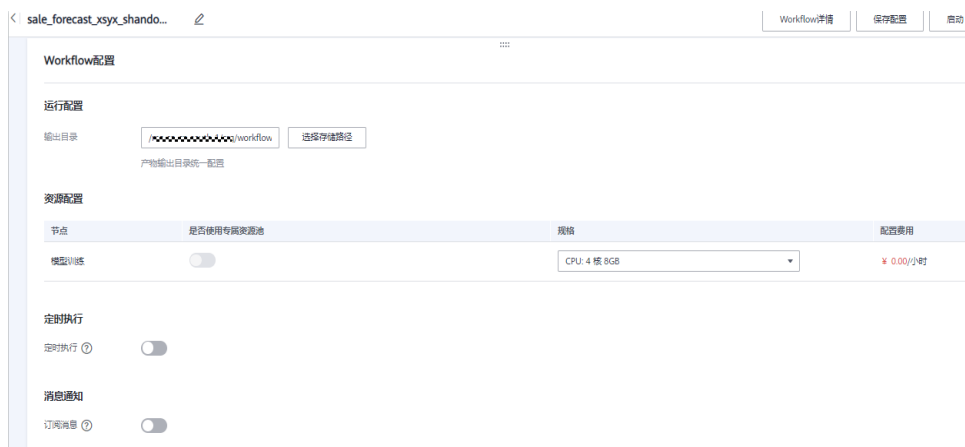 sale_forecast_xsyx_shando...
Workflow详情
保存配置
启动
Workflow配置
运行配置
输出目录
/workflow
选择存储路径
产物输出目录统一配置
资源配置
节点 是否使用专属资源池 规格 配置费用
模型训练 CPU: 4 核 8GB ¥ 0.00/小时
定时执行
定时执行 ?
消息通知
订阅消息 ?